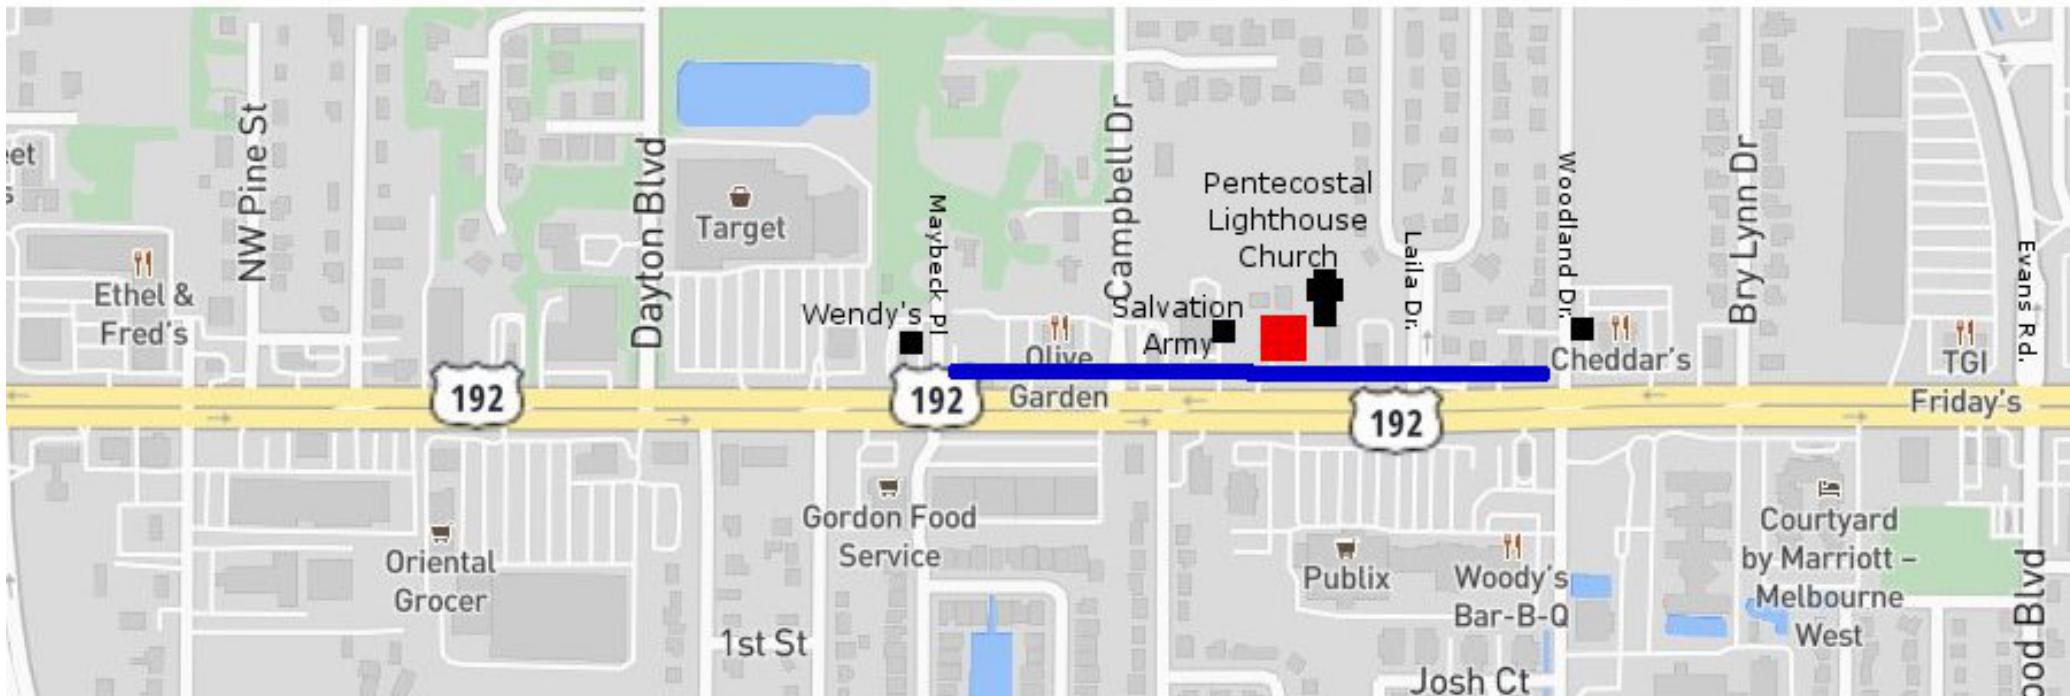 eet
NW Pine St
Ethel &
Fred's
192
Dayton Blvd
Target
Wendy's
Maybeck Pl
192
Olive
Garden
Campbell Dr
Salvation
Army
Pentecostal
Lighthouse
Church
Laila Dr.
192
Woodland Dr.
Cheddar's
Bry Lynn Dr
TGI
Friday's
Evans Rd.
Oriental
Grocer
1st St
Gordon Food
Service
Publix
Woody's
Bar-B-Q
Josh Ct
Courtyard
by Marriott –
Melbourne
West
ood Blvd